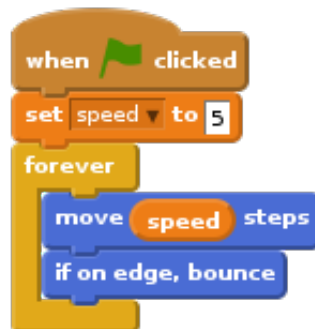 when clicked
set speed to 5
forever
move speed steps
if on edge, bounce